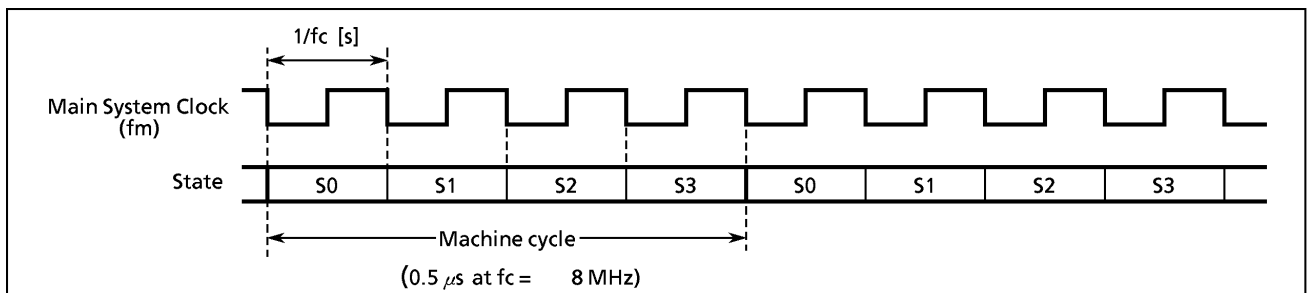 1/fc [s]
Main System Clock
(fm)
State S0 S1 S2 S3 S0 S1 S2 S3
Machine cycle
(0.5 μs at fc = 8 MHz)